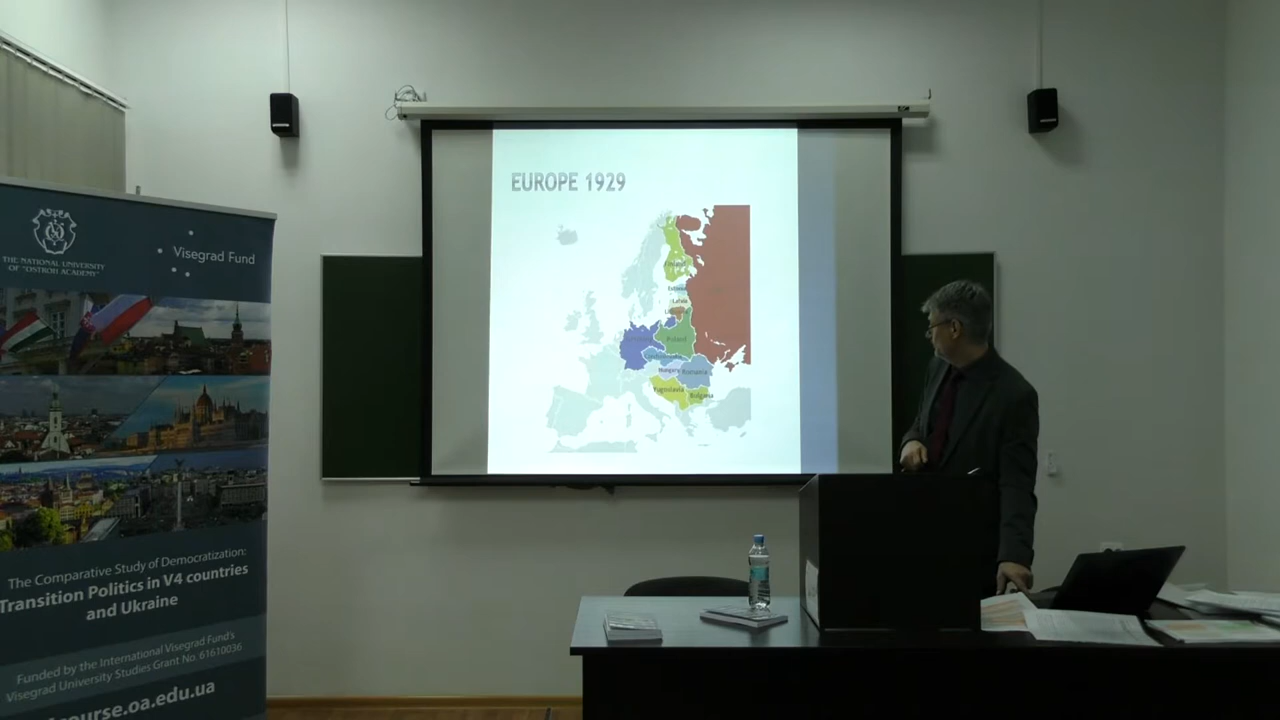 THE NATIONAL UNIVERSITY
OF "OSTROH ACADEMY"
Visegrad Fund
The Comparative Study of Democratization:
Transition Politics in V4 countries
and Ukraine
Funded by the International Visegrad Fund's
Visegrad University Studies Grant No. 61610036
course.oa.edu.ua
EUROPE 1929
Finland
Estonia
Latvia
Poland
Hungary
Romania
Yugoslavia
Bulgaria